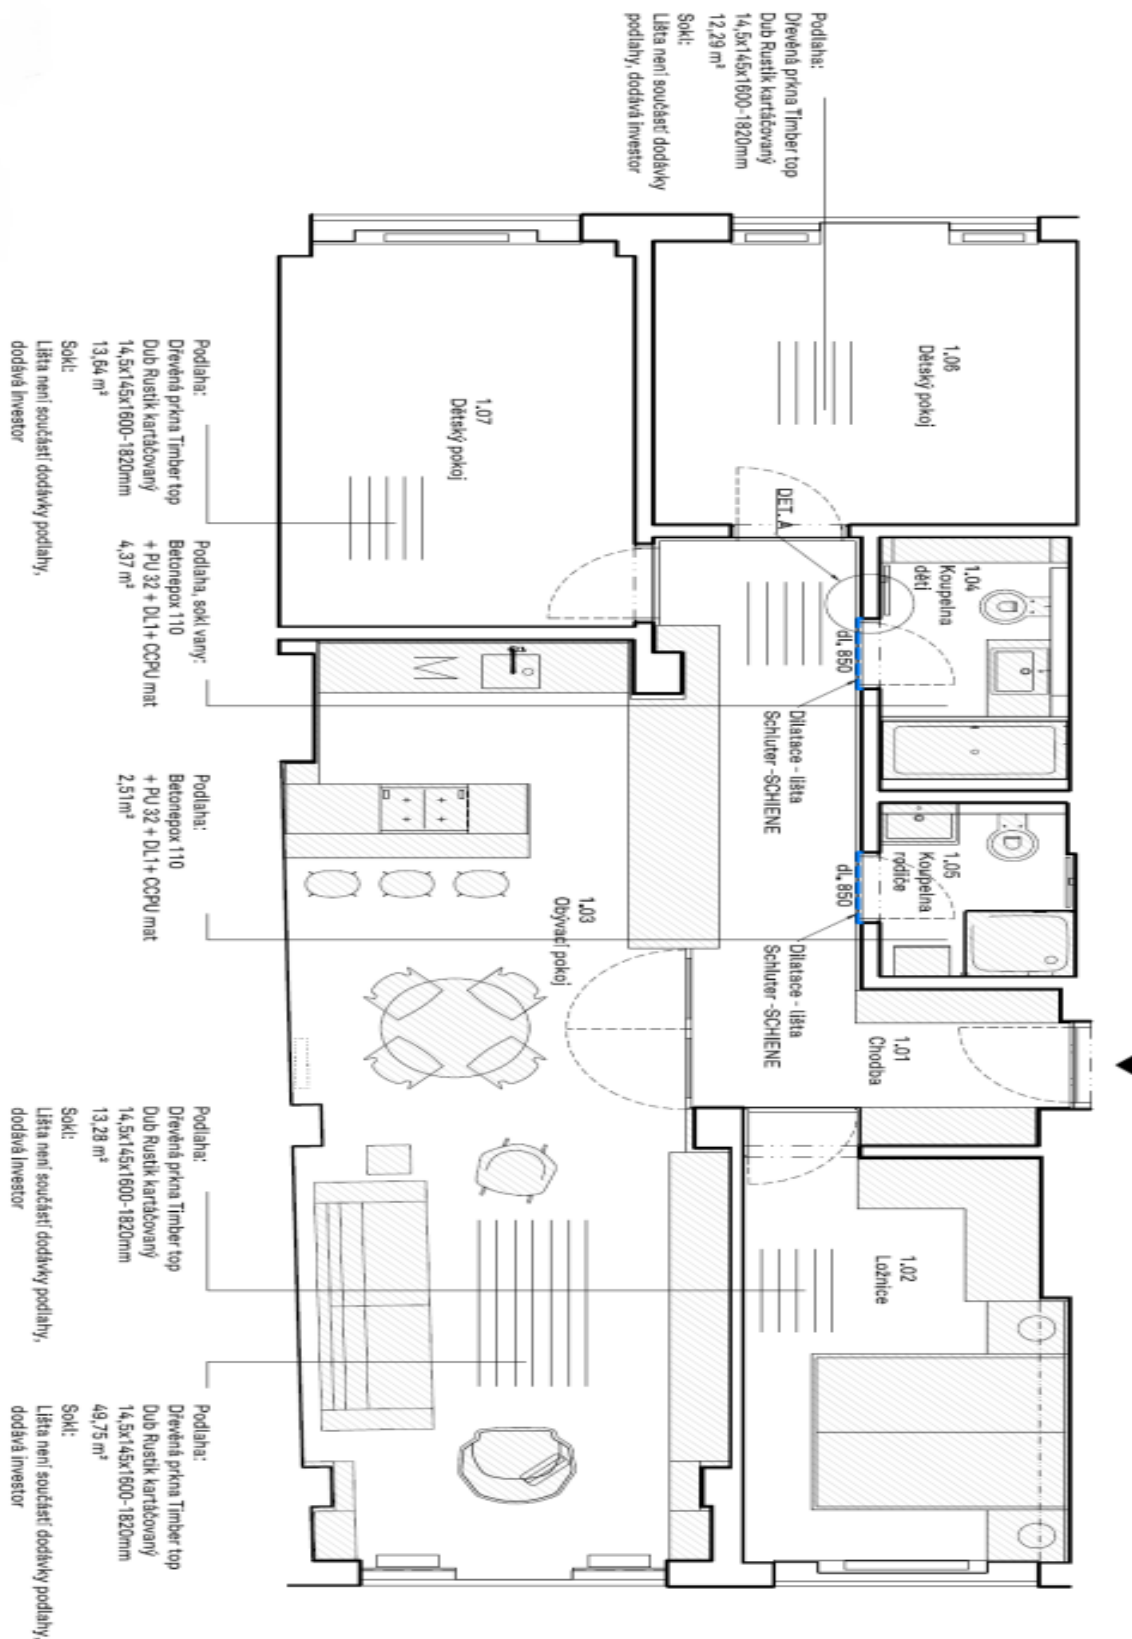 Podlaha:
Dřevěná prkna Timber top
Dub Rustik kartáčovaný
14,5x145x1600-1820mm
12,29 m²
Sokl:
Lišta není součástí dodávky
podlahy, dodává investor
1.06
Dětský pokoj
1.07
Dětský pokoj
DET. A
1.04
Koupelna
děti
dl. 850
Dilatace - lišta
Schluter -SCHIENE
1.05
Koupelna
rodiče
dl. 850
Dilatace - lišta
Schluter -SCHIENE
1.01
Chodba
M
1.03
Obývací pokoj
1.02
Ložnice
Podlaha:
Dřevěná prkna Timber top
Dub Rustik kartáčovaný
14,5x145x1600-1820mm
13,64 m²
Sokl:
Lišta není součástí dodávky podlahy,
dodává investor
Podlaha, sokl vany:
Betonepox 110
+ PU 32 + DL1+ CCPU mat
4,37 m²
Podlaha:
Betonepox 110
+ PU 32 + DL1+ CCPU mat
2,51m²
Podlaha:
Dřevěná prkna Timber top
Dub Rustik kartáčovaný
14,5x145x1600-1820mm
13,28 m²
Sokl:
Lišta není součástí dodávky podlahy,
dodává investor
Podlaha:
Dřevěná prkna Timber top
Dub Rustik kartáčovaný
14,5x145x1600-1820mm
49,75 m²
Sokl:
Lišta není součástí dodávky podlahy,
dodává investor